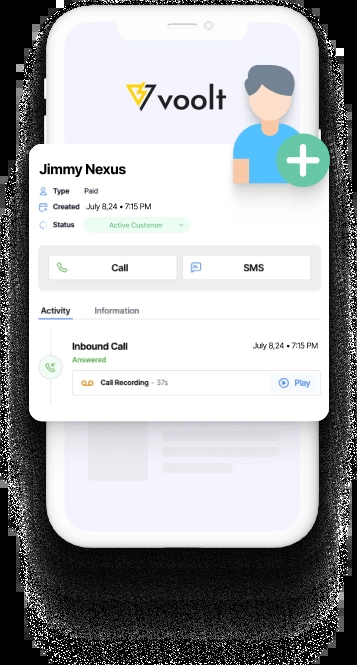 voolt
Jimmy Nexus
Type Paid
Created July 8,24 • 7:15 PM
Status Active Customer
Call SMS
Activity Information
Inbound Call July 8,24 • 7:15 PM
Answered
Call Recording - 37s Play